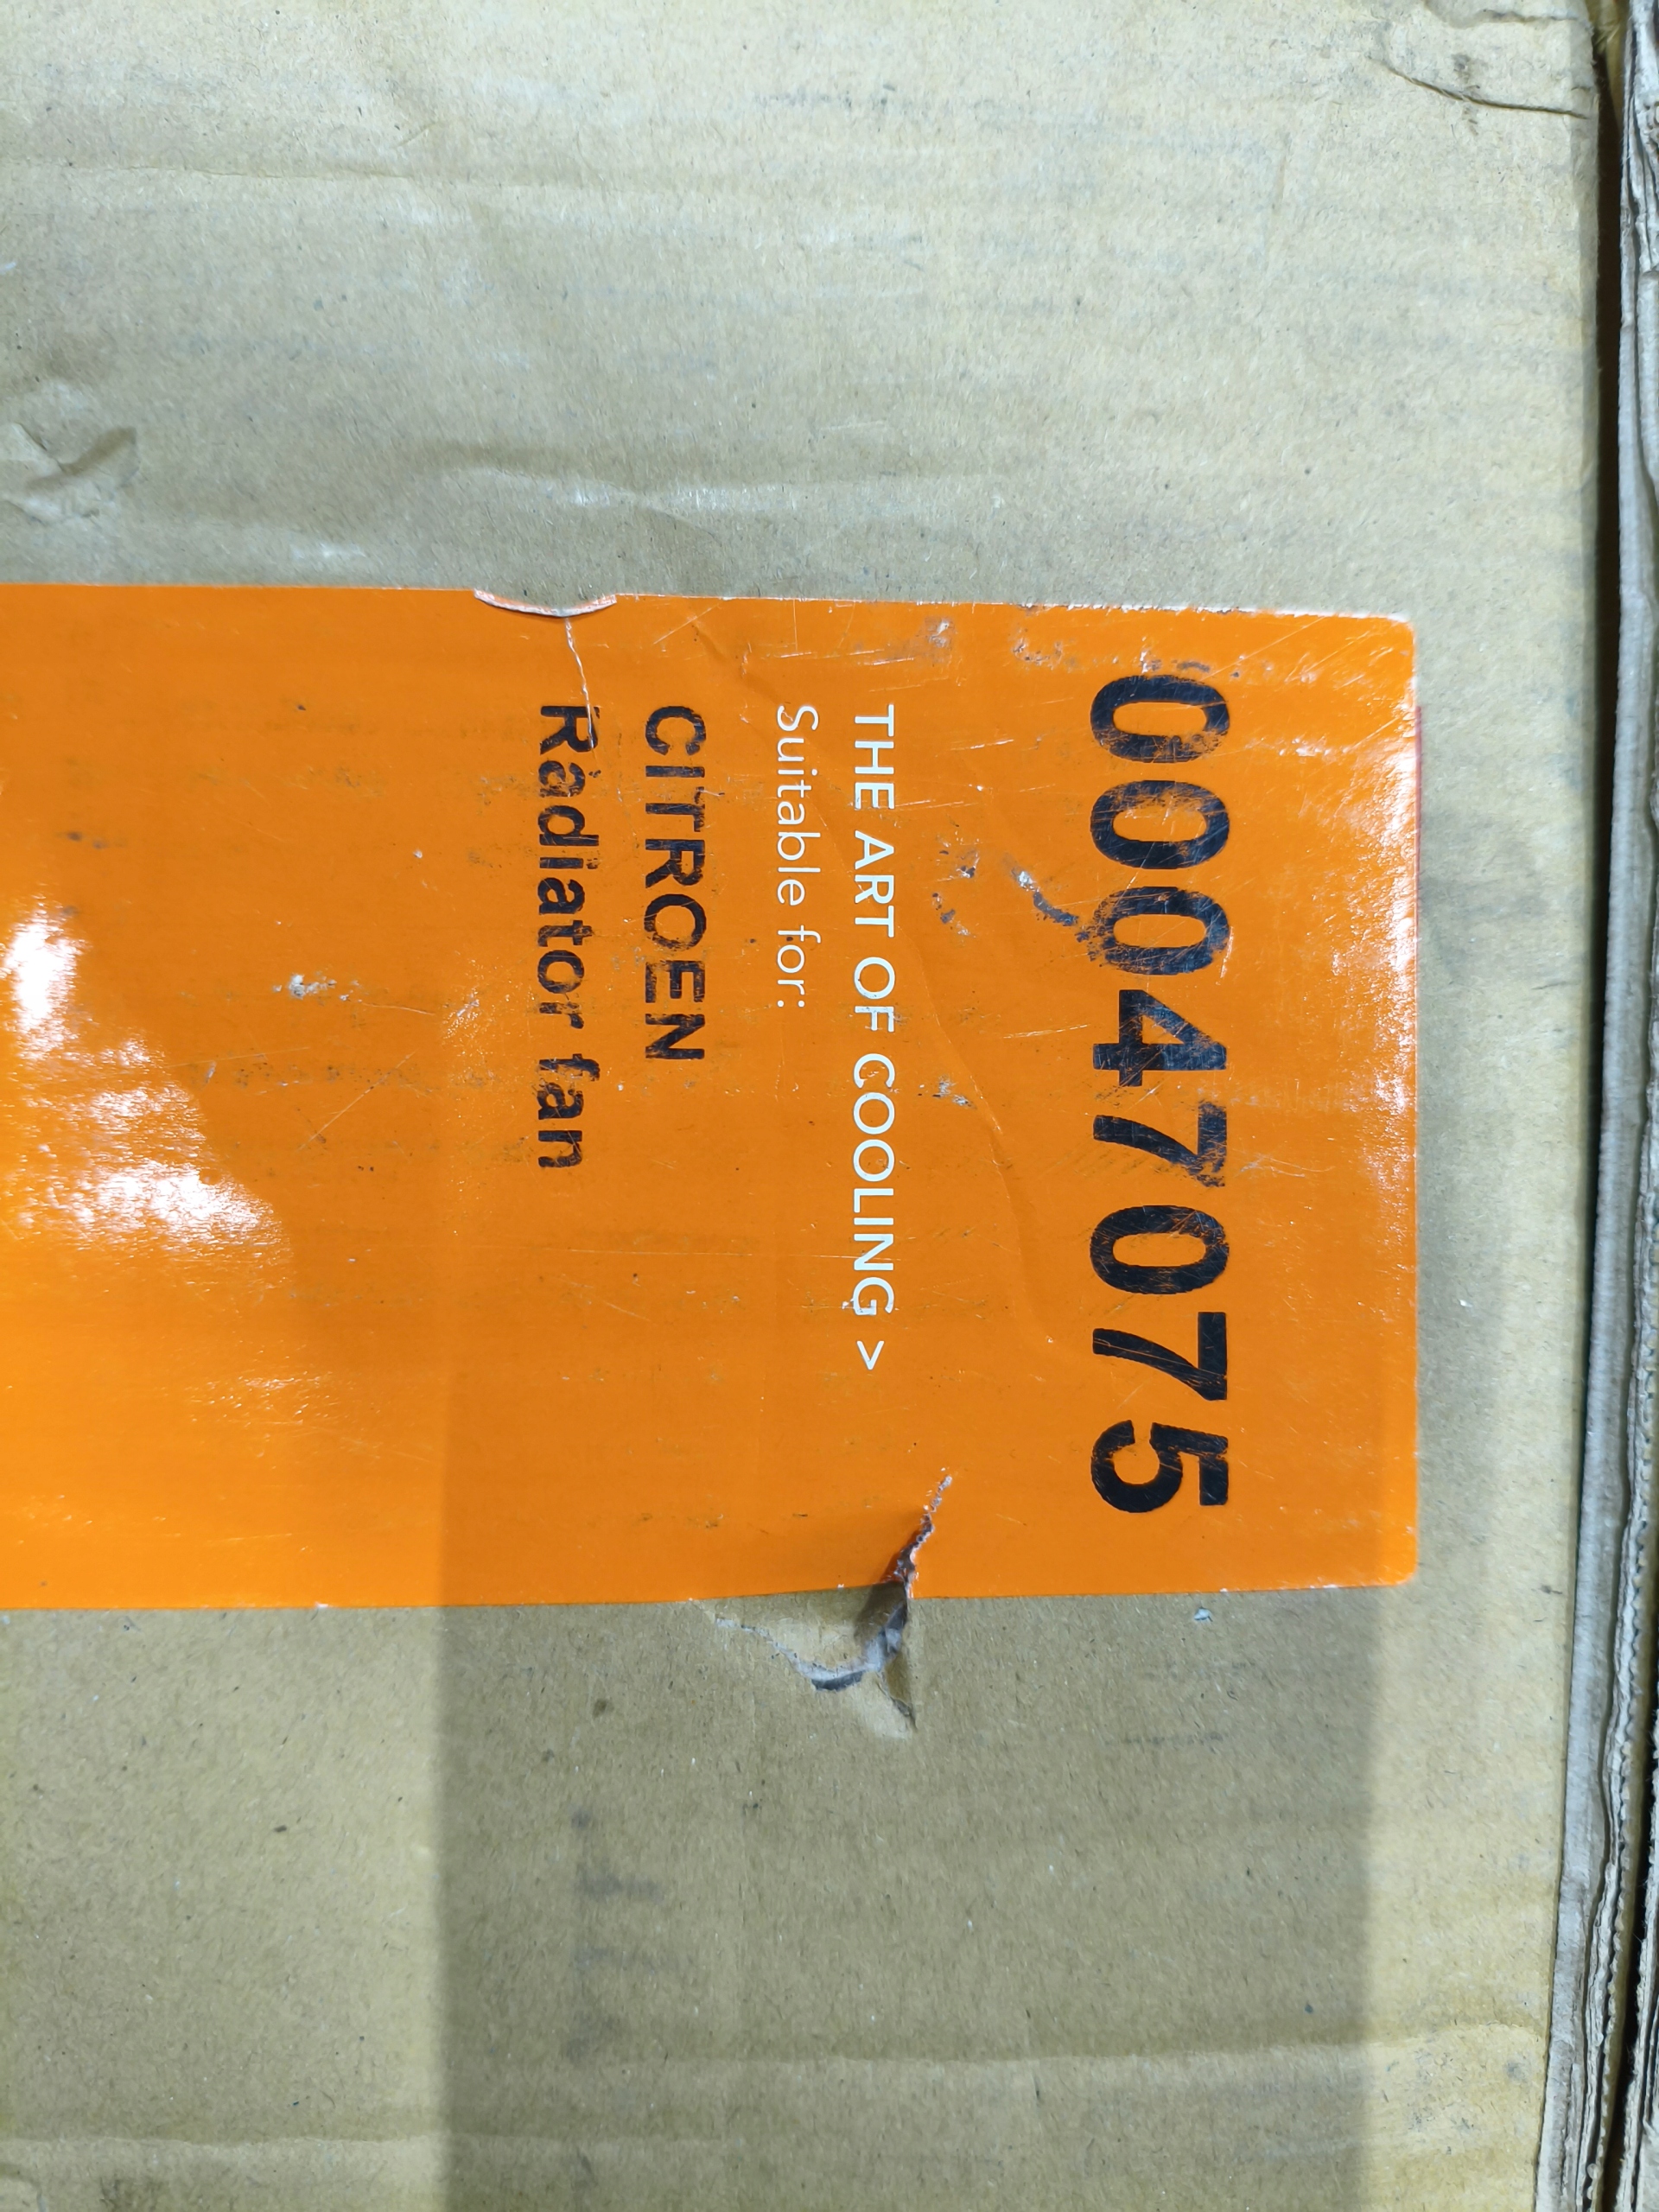 00047075
THE ART OF COOLING >
Suitable for:
CITROEN
Radiator fan